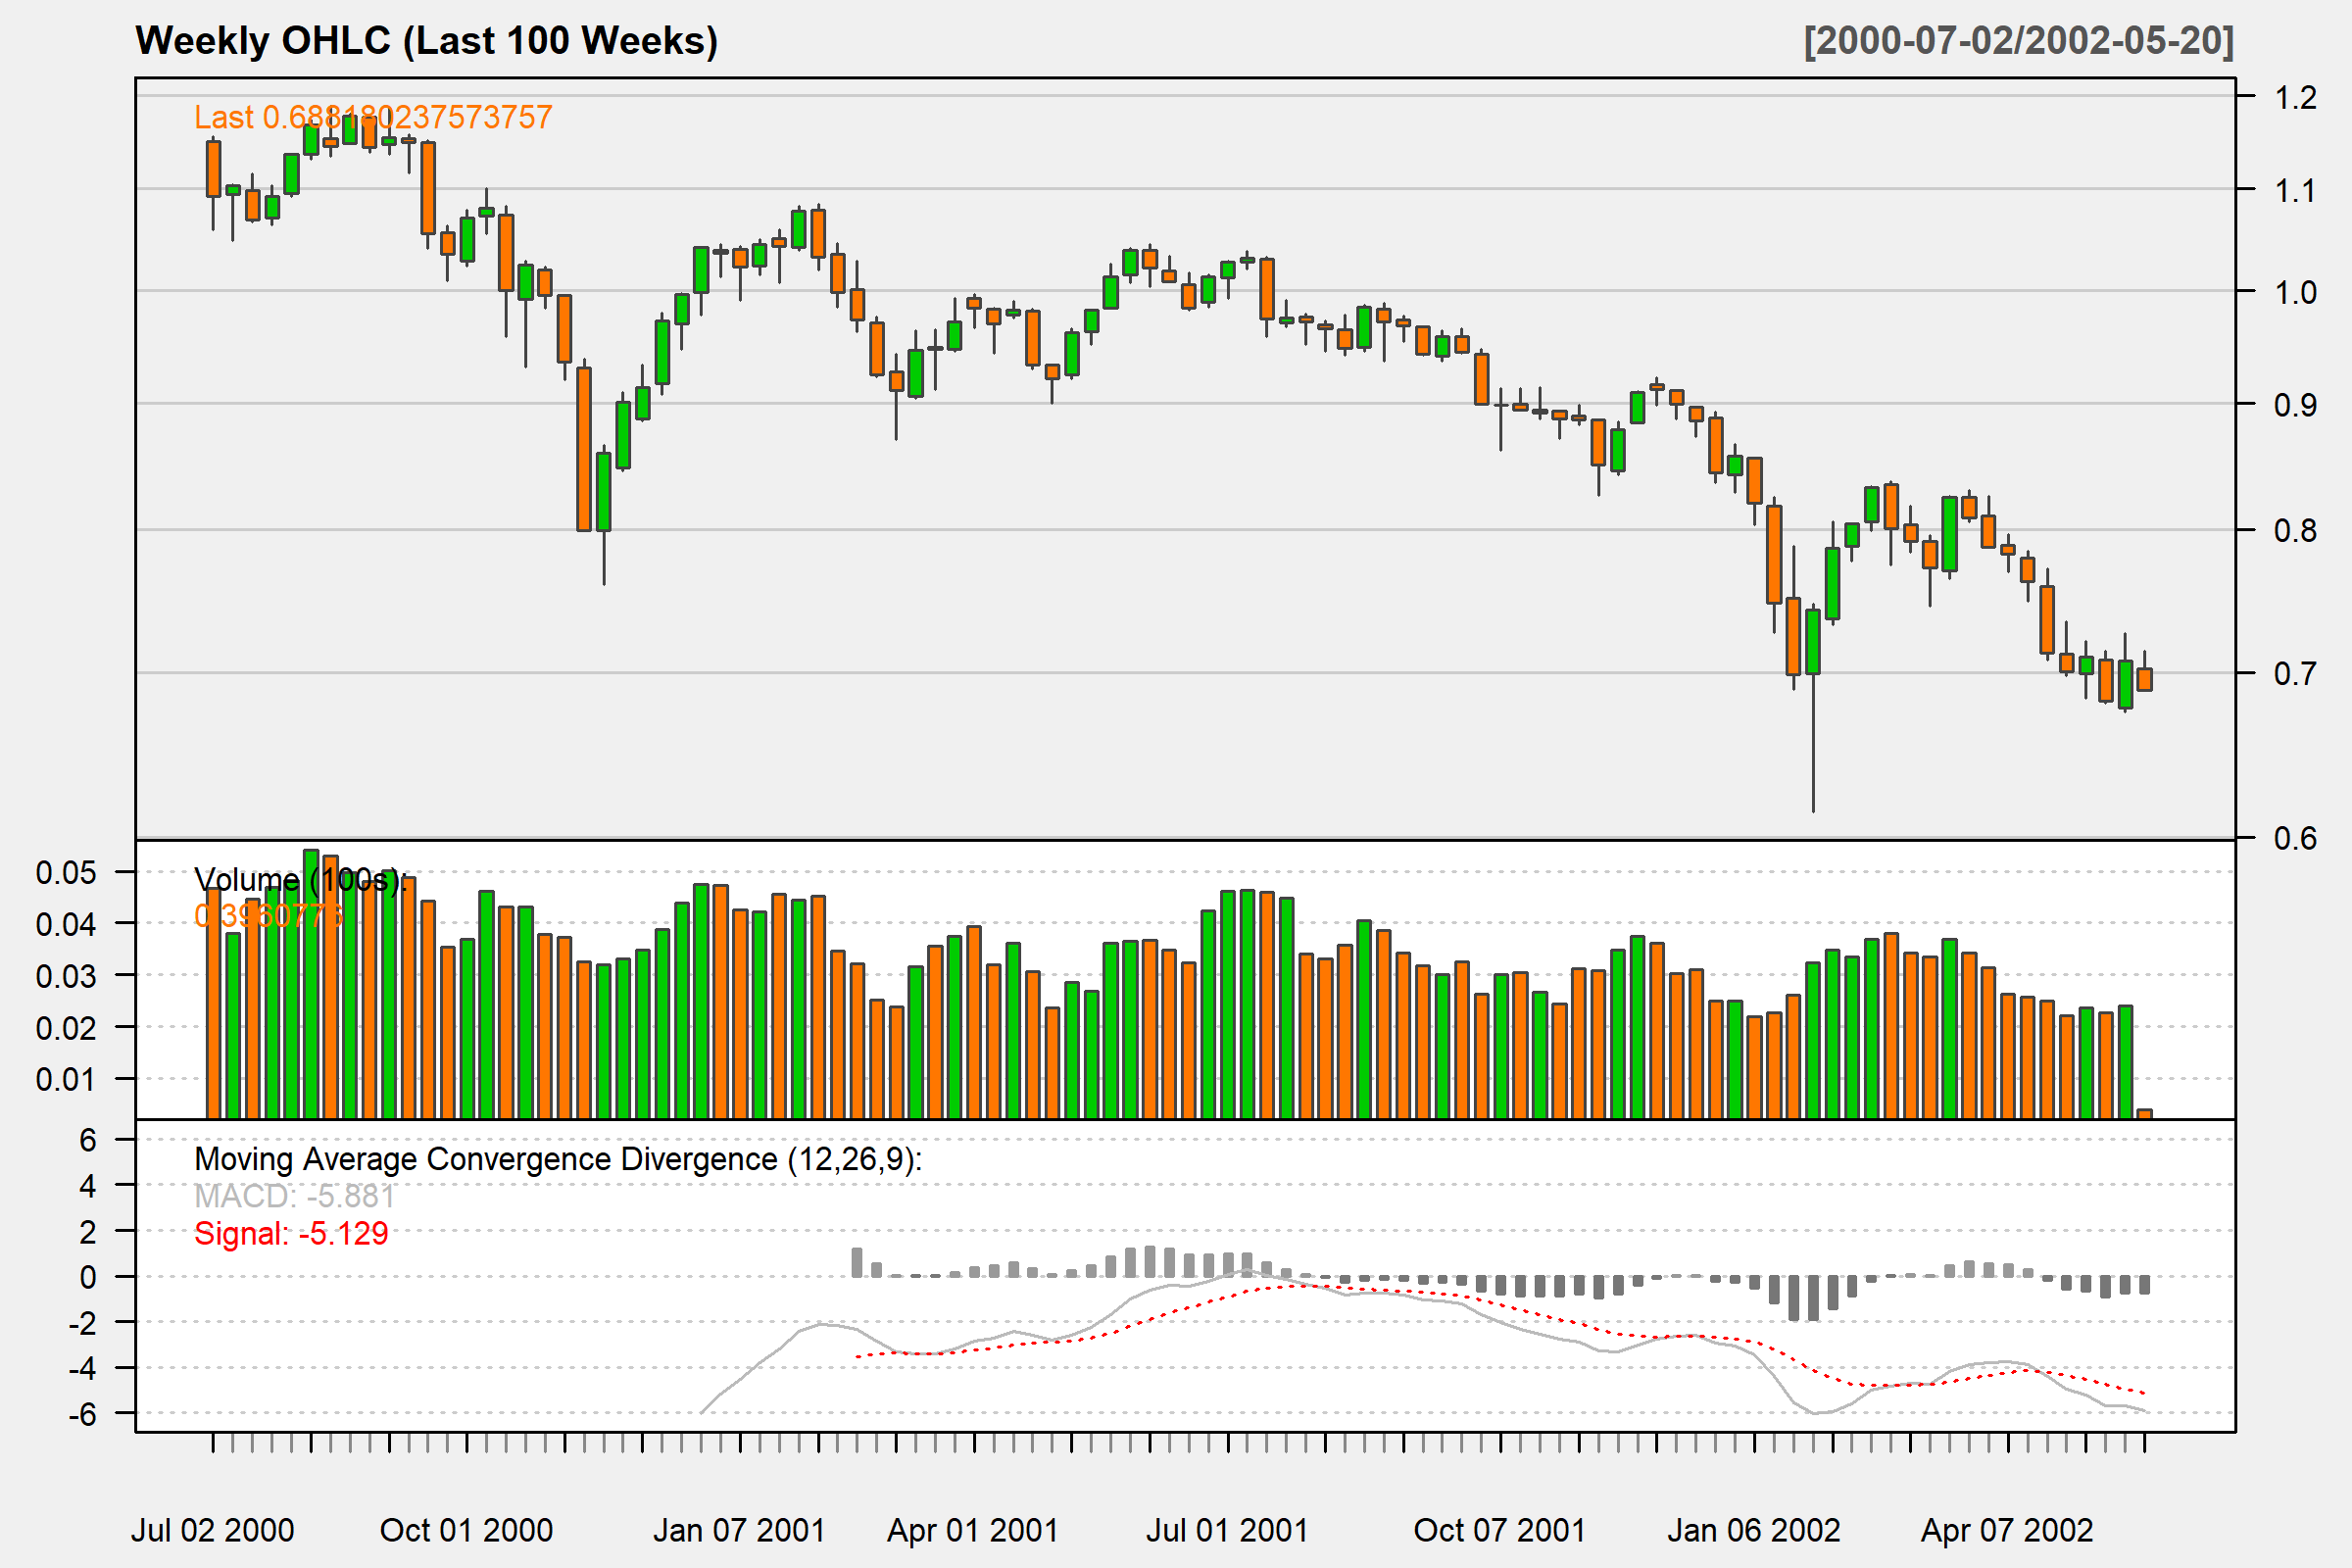 Weekly OHLC (Last 100 Weeks)
[2000-07-02/2002-05-20]
Last 0.688180237573757
1.2
1.1
1.0
0.9
0.8
0.7
0.6
Volume (100s):
0.3960776
0.05
0.04
0.03
0.02
0.01
Moving Average Convergence Divergence (12,26,9):
MACD: -5.881
Signal: -5.129
6
4
2
0
-2
-4
-6
Jul 02 2000
Oct 01 2000
Jan 07 2001
Apr 01 2001
Jul 01 2001
Oct 07 2001
Jan 06 2002
Apr 07 2002